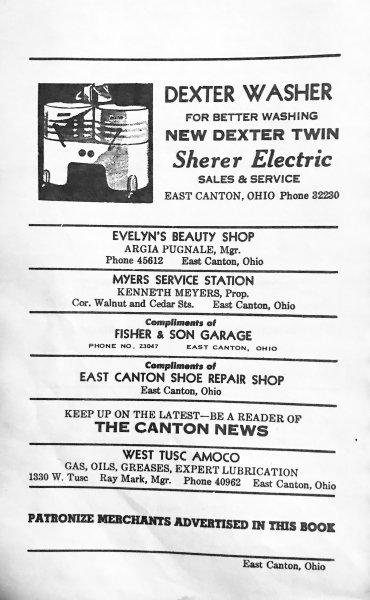 DEXTER WASHER
FOR BETTER WASHING
NEW DEXTER TWIN
Sherer Electric
SALES & SERVICE
EAST CANTON, OHIO Phone 32230
EVELYN'S BEAUTY SHOP
ARGIA PUGNALE, Mgr.
Phone 45612 East Canton, Ohio
MYERS SERVICE STATION
KENNETH MEYERS, Prop.
Cor. Walnut and Cedar Sts. East Canton, Ohio
Compliments of
FISHER & SON GARAGE
PHONE NO. 23047 EAST CANTON, OHIO
Compliments of
EAST CANTON SHOE REPAIR SHOP
East Canton, Ohio
KEEP UP ON THE LATEST—BE A READER OF
THE CANTON NEWS
WEST TUSC AMOCO
GAS, OILS, GREASES, EXPERT LUBRICATION
1330 W. Tusc Ray Mark, Mgr. Phone 40962 East Canton, Ohio
PATRONIZE MERCHANTS ADVERTISED IN THIS BOOK
East Canton, Ohio